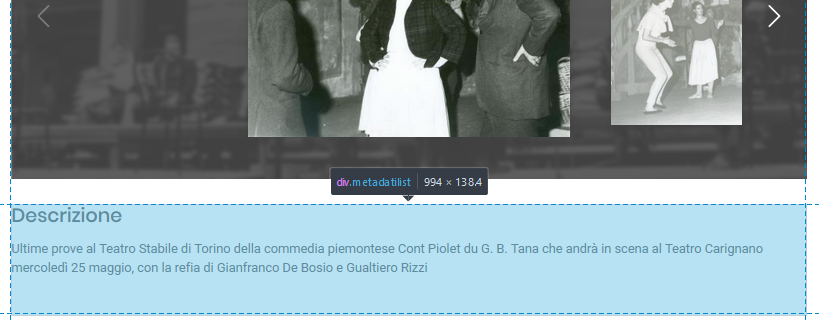 div.metadatilist 994 × 138.4
Descrizione
Ultime prove al Teatro Stabile di Torino della commedia piemontese Cont Piolet du G. B. Tana che andrà in scena al Teatro Carignano
mercoledì 25 maggio, con la refia di Gianfranco De Bosio e Gualtiero Rizzi